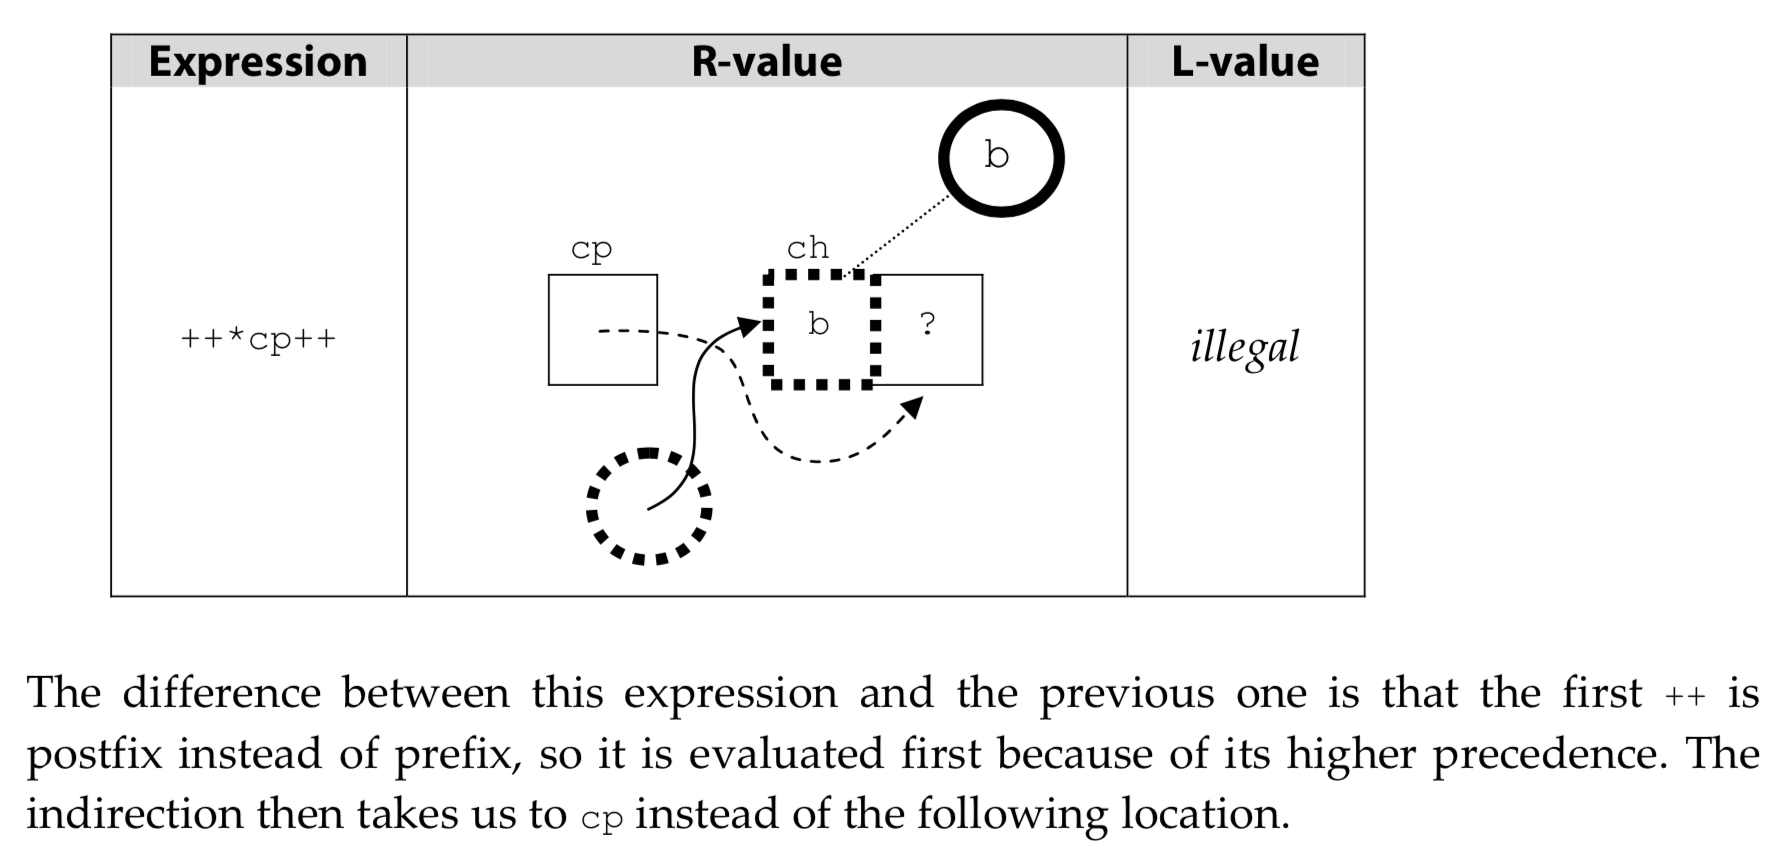 Expression R-value L-value
b
cp ch
++*cp++ b ? illegal
The difference between this expression and the previous one is that the first ++ is
postfix instead of prefix, so it is evaluated first because of its higher precedence. The
indirection then takes us to cp instead of the following location.